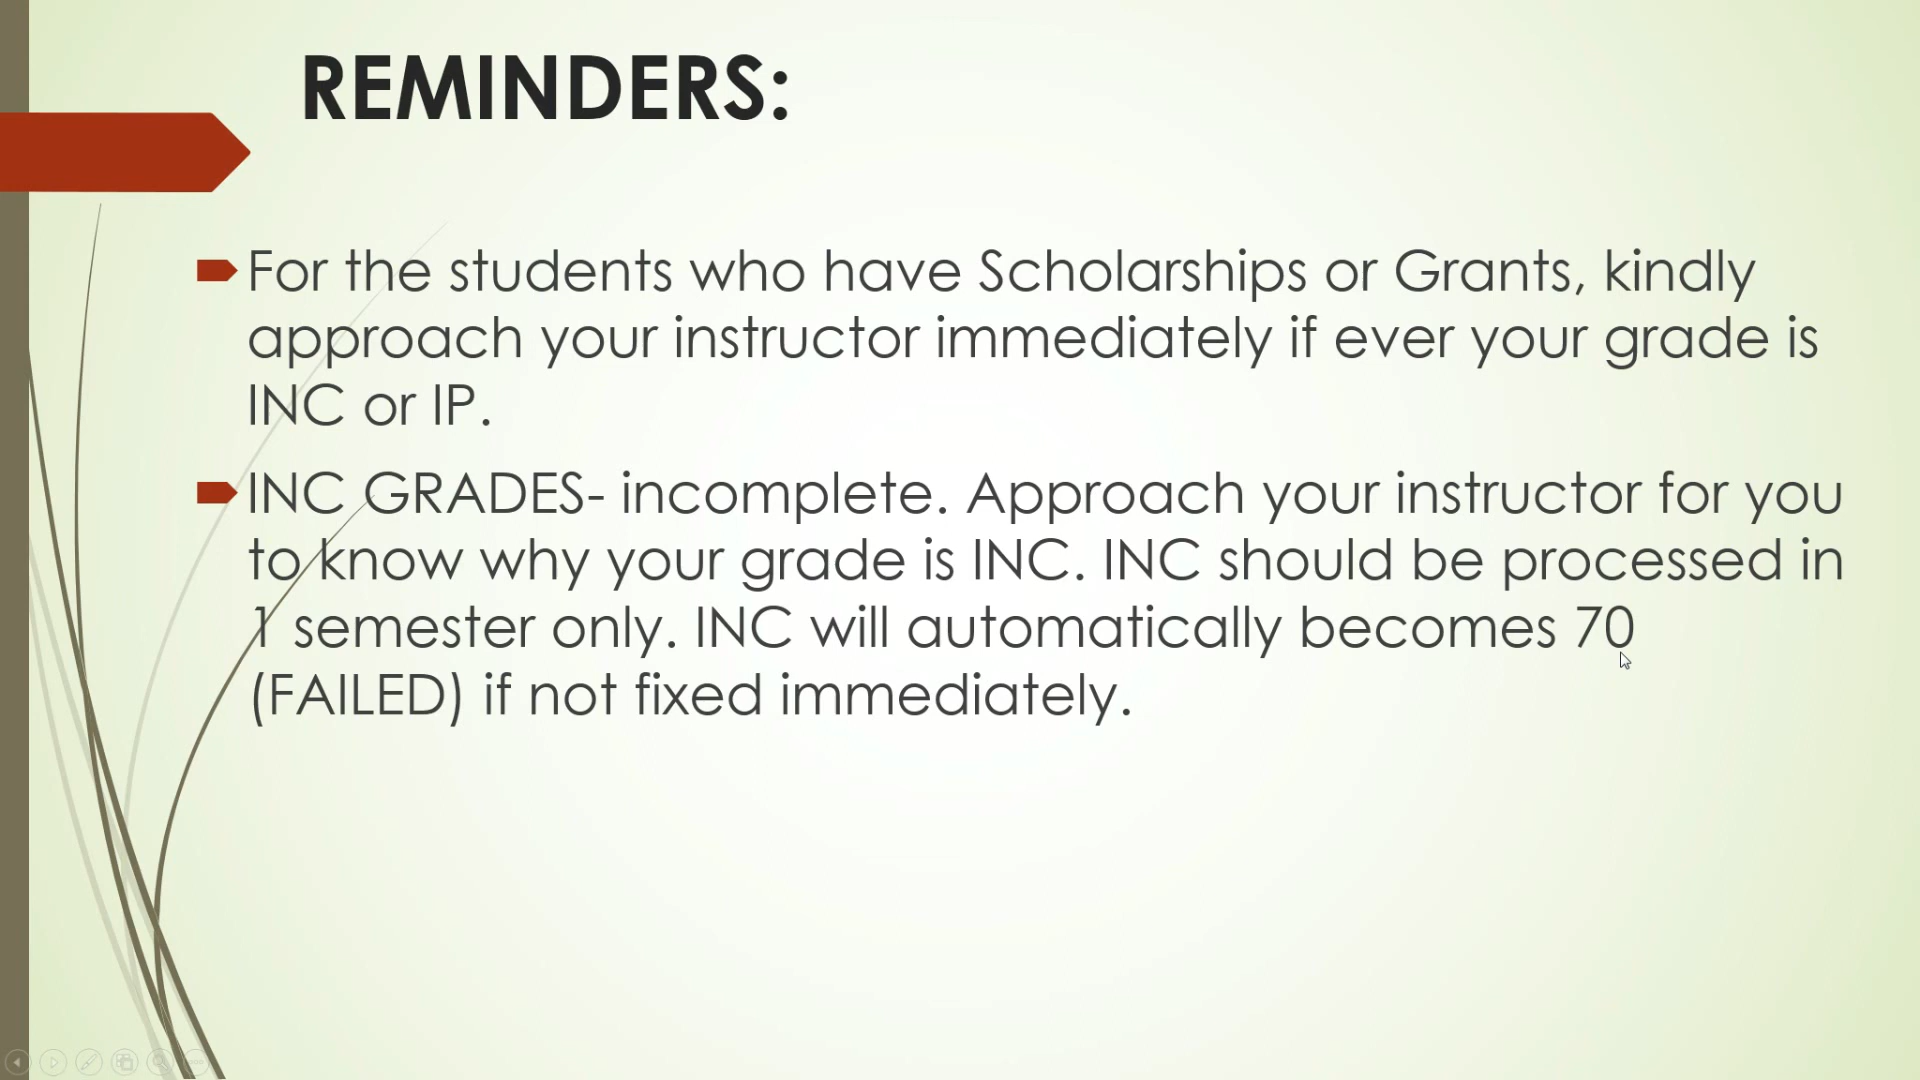 REMINDERS:
For the students who have Scholarships or Grants, kindly
approach your instructor immediately if ever your grade is
INC or IP.
INC GRADES- incomplete. Approach your instructor for you
to know why your grade is INC. INC should be processed in
1 semester only. INC will automatically becomes 70
(FAILED) if not fixed immediately.